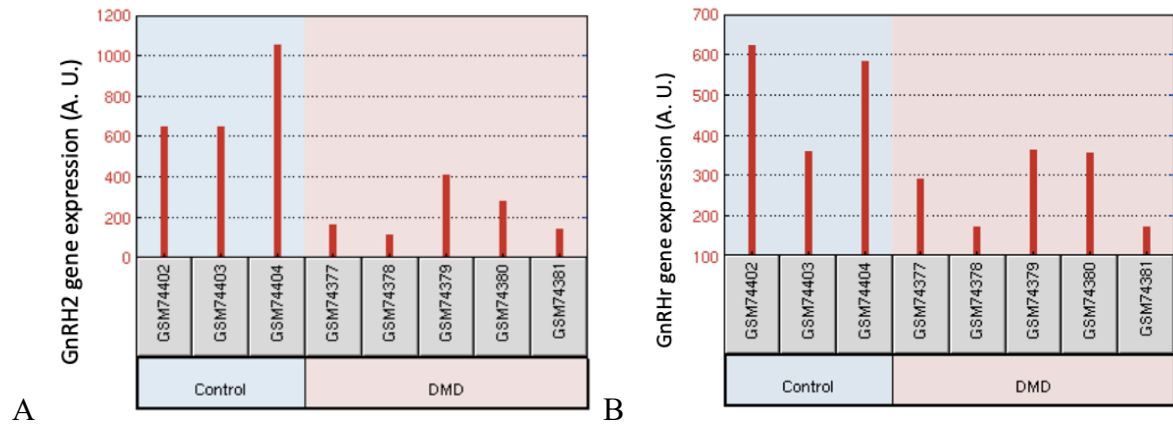 A
GnRH2 gene expression (A. U.)
1200
1000
800
600
400
200
0
GSM74402
GSM74403
GSM74404
GSM74377
GSM74378
GSM74379
GSM74380
GSM74381
Control
DMD
B
GnRHr gene expression (A. U.)
700
600
500
400
300
200
100
GSM74402
GSM74403
GSM74404
GSM74377
GSM74378
GSM74379
GSM74380
GSM74381
Control
DMD